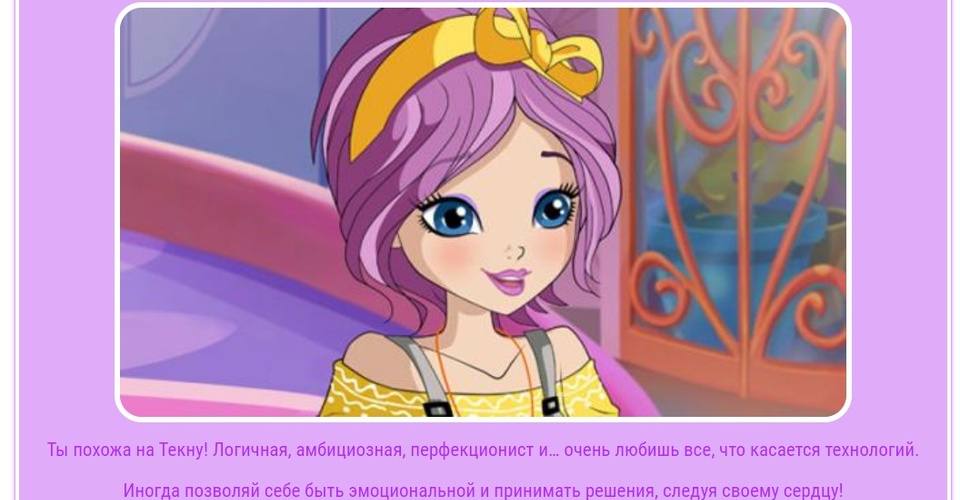 Ты похожа на Текну! Логичная, амбициозная, перфекционист и... очень любишь все, что касается технологий.
Иногда позволяй себе быть эмоциональной и принимать решения, следуя своему сердцу!